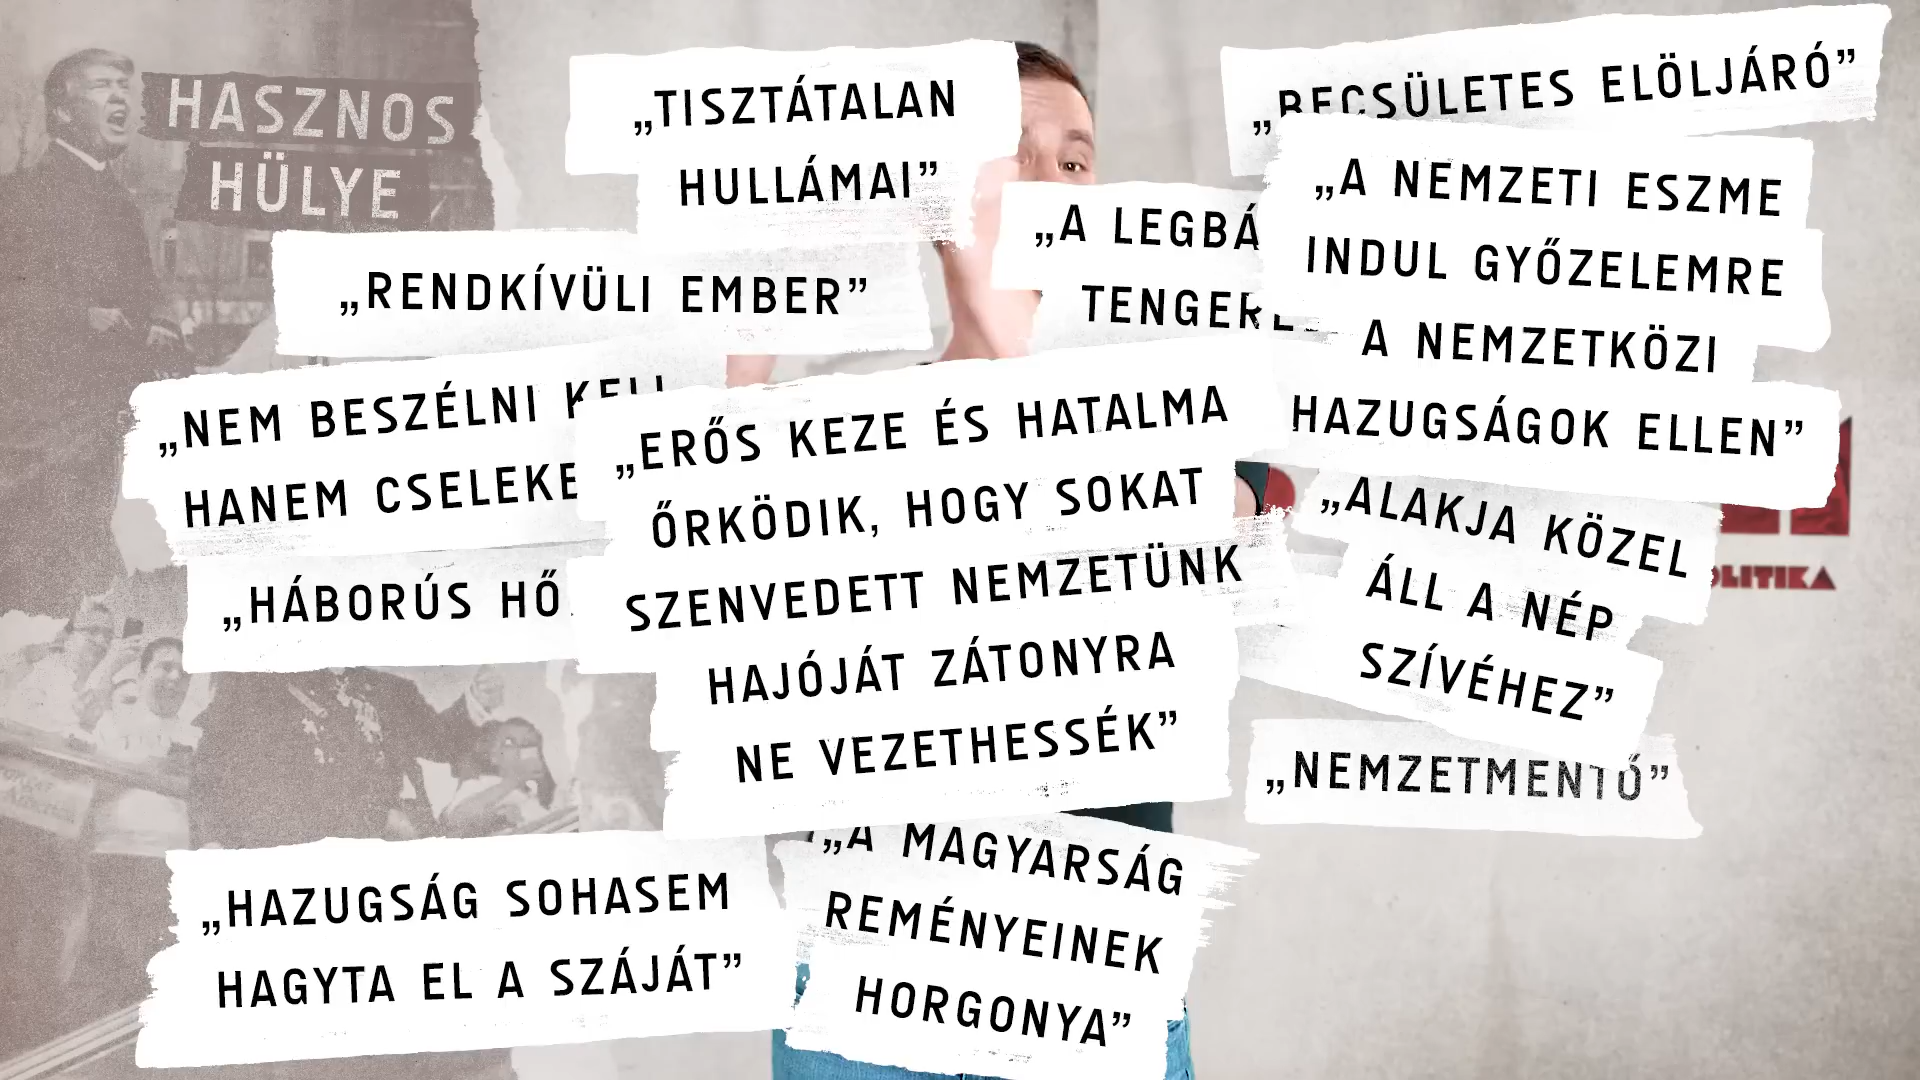 HASZNOS
HÜLYE
„TISZTÁTALAN
HULLÁMAI”
„BECSÜLETES ELÖLJÁRÓ”
„A NEMZETI ESZME
INDUL GYŐZELEMRE
A NEMZETKÖZI
HAZUGSÁGOK ELLEN”
„A
„RENDKÍVÜLI EMBER”
„NEM BESZÉLNI KELL
HANEM
„ERŐS KEZE ÉS HATALMA
ŐRKÖDIK, HOGY SOKAT
SZENVEDETT NEMZETÜNK
HAJÓJÁT ZÁTONYRA
NE VEZETHESSÉK”
„ALAKJA KÖZEL
ÁLL A NÉP
SZÍVÉHEZ”
„HÁBORÚS
„NEMZETMENTŐ”
„A MAGYARSÁG
REMÉNYEINEK
HORGONYA”
„HAZUGSÁG SOHASEM
HAGYTA EL A SZÁJÁT”